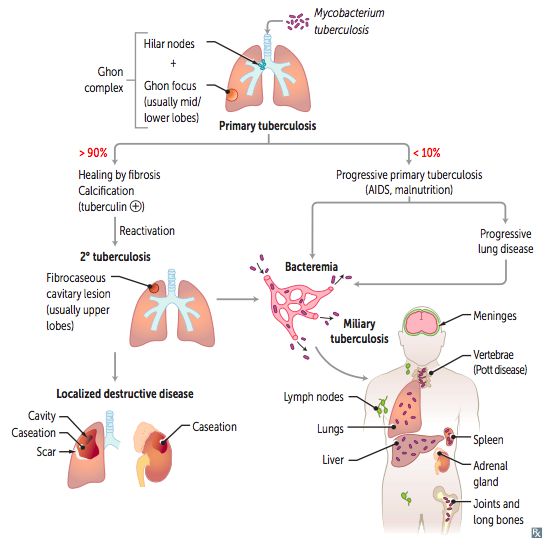 Mycobacterium
tuberculosis
Hilar nodes
+
Ghon
complex
Ghon focus
(usually mid/
lower lobes)
Primary tuberculosis
> 90%
< 10%
Healing by fibrosis
Calcification
(tuberculin ⊕)
Progressive primary tuberculosis
(AIDS, malnutrition)
Reactivation
Progressive
lung disease
2° tuberculosis
Bacteremia
Fibrocaseous
cavitary lesion
(usually upper
lobes)
Miliary
tuberculosis
Meninges
Vertebrae
(Pott disease)
Localized destructive disease
Lymph nodes
Cavity
Caseation
Scar
Caseation
Lungs
Liver
Spleen
Adrenal
gland
Joints and
long bones
Rx